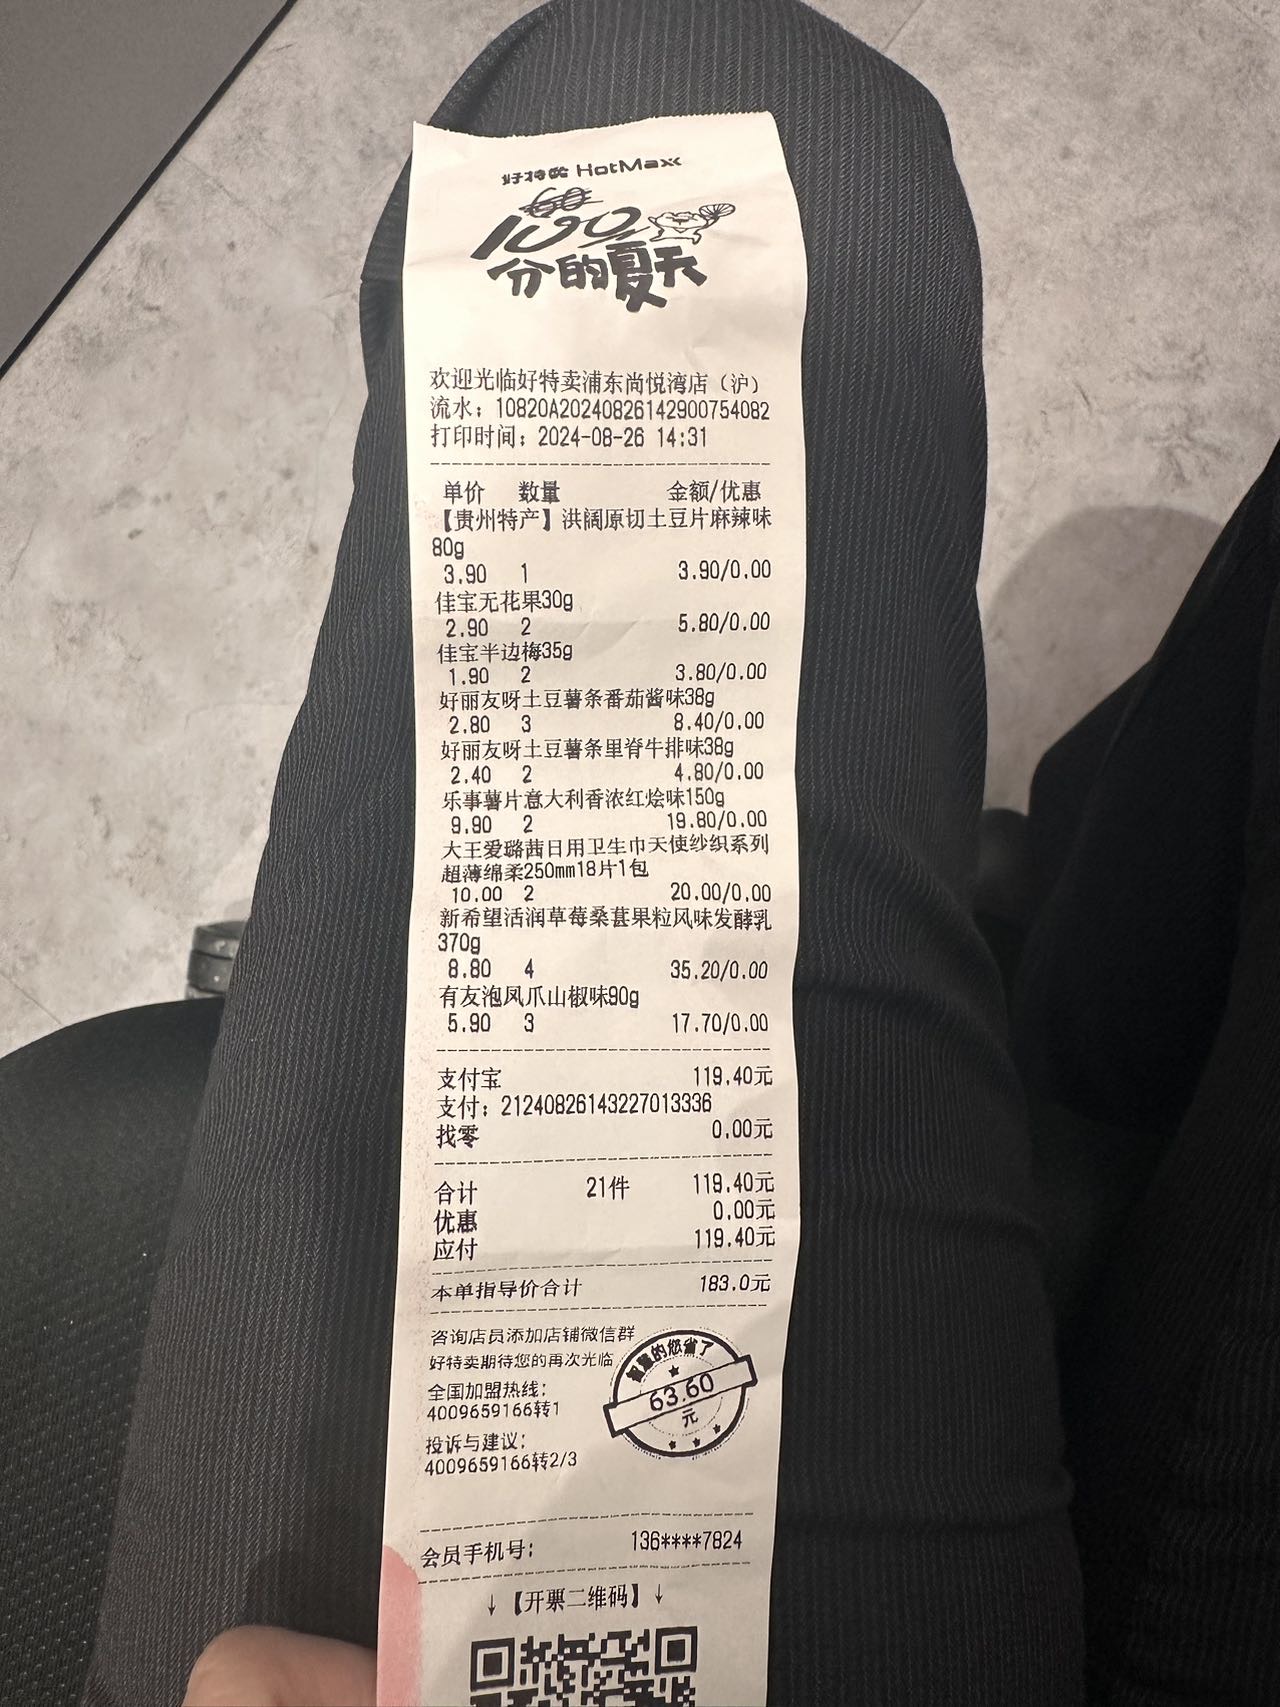 好特卖 HotMaxx
100
分的夏天
欢迎光临好特卖浦东尚悦湾店（沪）
流水：10820A20240826142900754082
打印时间：2024-08-26 14:31
单价 数量 金额/优惠
【贵州特产】洪阔原切土豆片麻辣味
80g
3.90 1 3.90/0.00
佳宝无花果30g
2.90 2 5.80/0.00
佳宝半边梅35g
1.90 2 3.80/0.00
好丽友呀土豆薯条番茄酱味38g
2.80 3 8.40/0.00
好丽友呀土豆薯条里脊牛排味38g
2.40 2 4.80/0.00
乐事薯片意大利香浓红烩味150g
9.90 2 19.80/0.00
大王爱璐茜日用卫生巾天使纱织系列
超薄绵柔250mm18片1包
10.00 2 20.00/0.00
新希望活润草莓桑葚果粒风味发酵乳
370g
8.80 4 35.20/0.00
有友泡凤爪山椒味90g
5.90 3 17.70/0.00
支付宝 119.40元
支付：21240826143227013336
找零 0.00元
合计 21件 119.40元
优惠 0.00元
应付 119.40元
本单指导价合计 183.0元
咨询店员添加店铺微信群
好特卖期待您的再次光临
全国加盟热线：
4009659166转1
投诉与建议：
4009659166转2/3
智慧的您省了
63.60
元
会员手机号： 136****7824
↓【开票二维码】↓